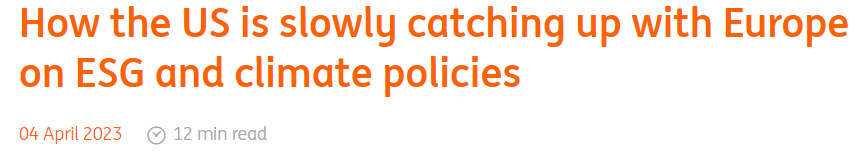 How the US is slowly catching up with Europe
on ESG and climate policies
04 April 2023 12 min read